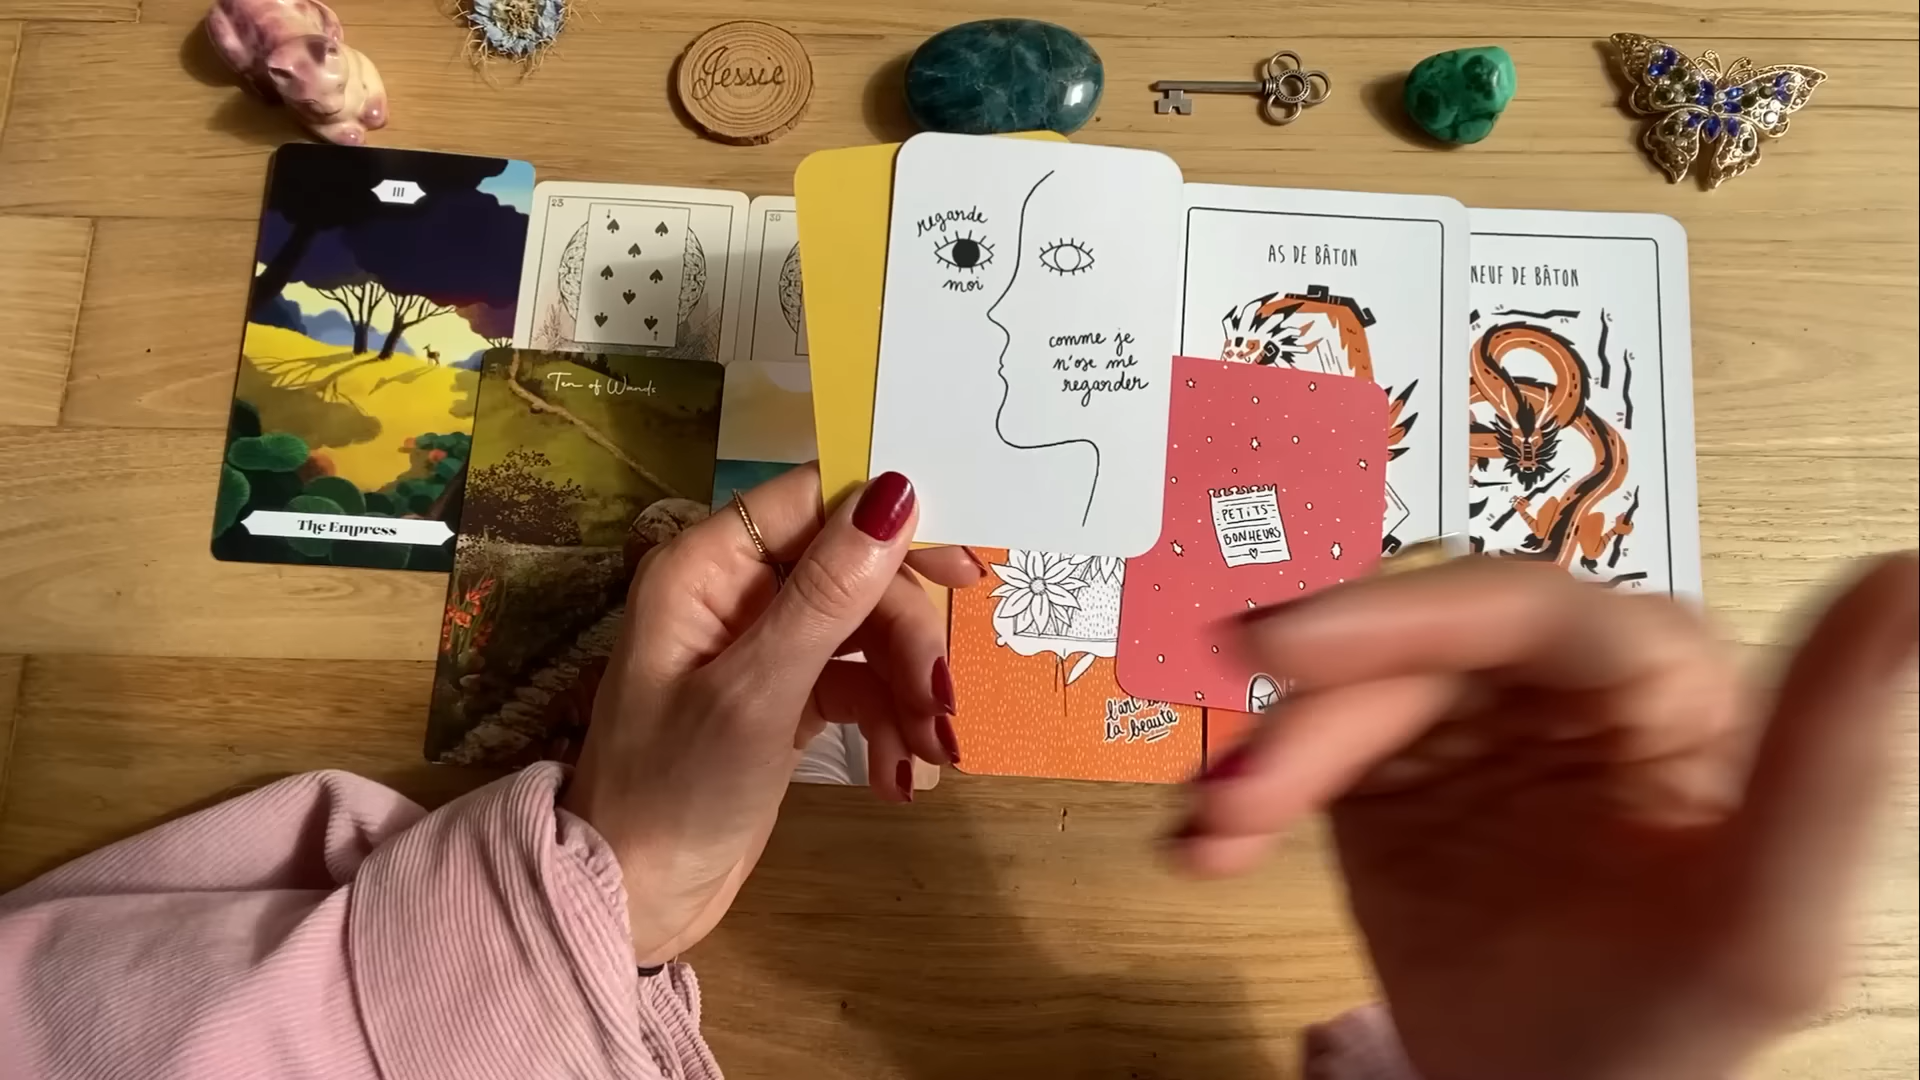 Jessie
III
The Empress
23
30
Ten of Wands
regarde
moi
comme je
n'ose me
regarder
AS DE BÂTON
NEUF DE BÂTON
PETITS
BONHEURS
l'art
la beauté